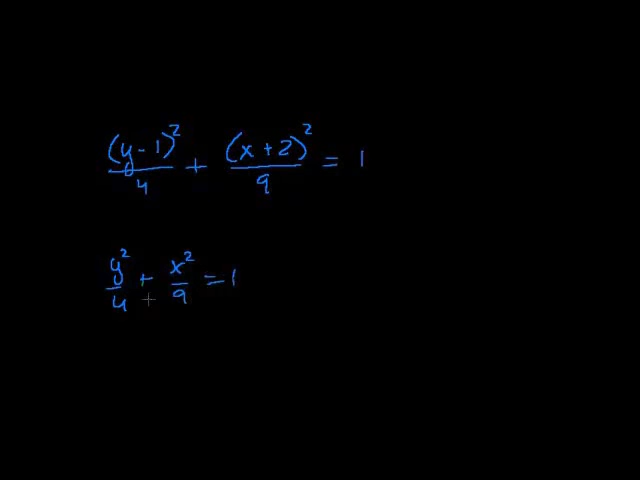 (y - 1)²/4 + (x + 2)²/9 = 1
y²/4 + x²/9 = 1